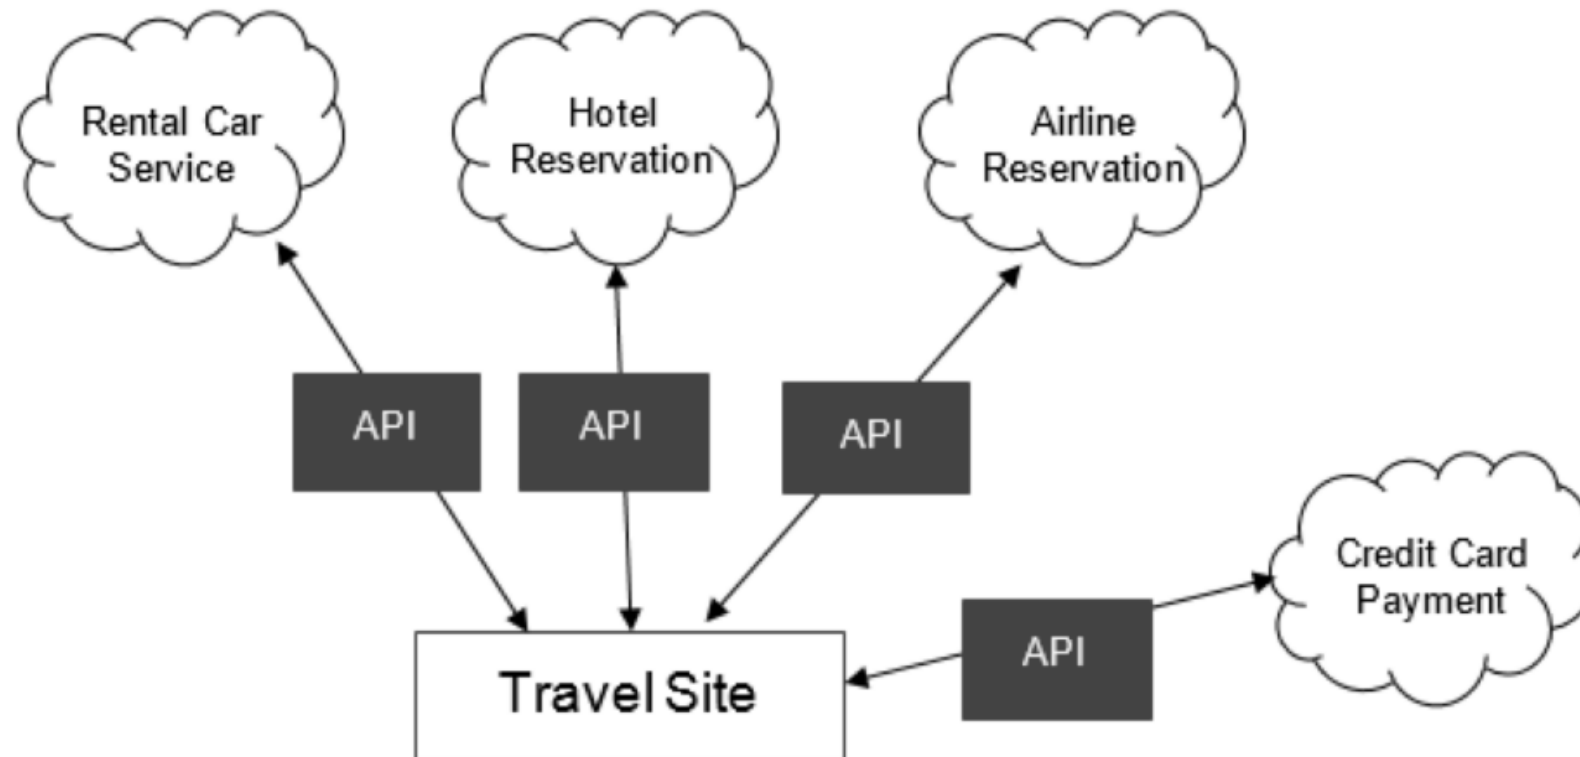 Rental Car
Service
Hotel
Reservation
Airline
Reservation
API
API
API
Credit Card
Payment
API
Travel Site